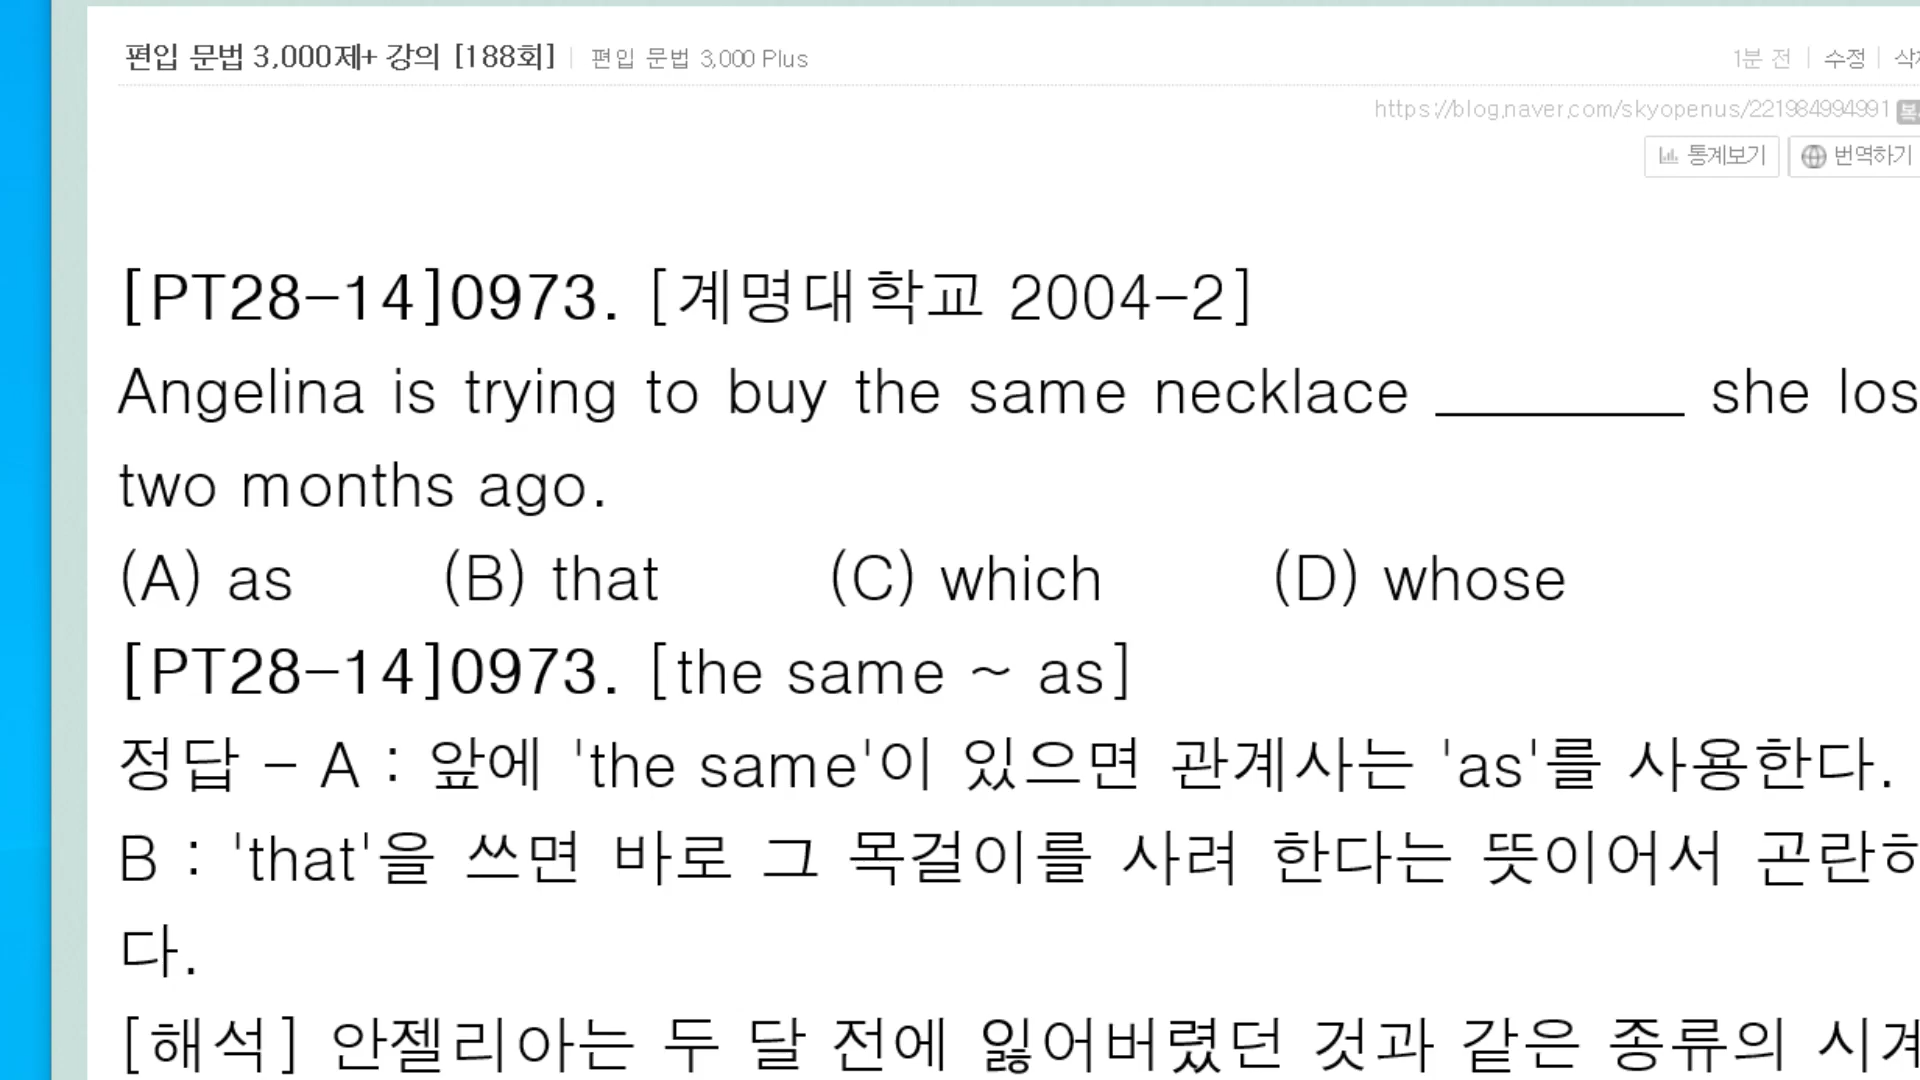 편입 문법 3,000제+ 강의 [188회] 편입 문법 3,000 Plus 1분 전 수정
https://blog.naver.com/skyopenus/221984994991
통계보기 번역하기
[PT28-14]0973. [계명대학교 2004-2]
Angelina is trying to buy the same necklace ________ she los
two months ago.
(A) as (B) that (C) which (D) whose
[PT28-14]0973. [the same ~ as]
정답 - A : 앞에 'the same'이 있으면 관계사는 'as'를 사용한다.
B : 'that'을 쓰면 바로 그 목걸이를 사려 한다는 뜻이어서 곤란하
다.
[해석] 안젤리아는 두 달 전에 잃어버렸던 것과 같은 종류의 시계